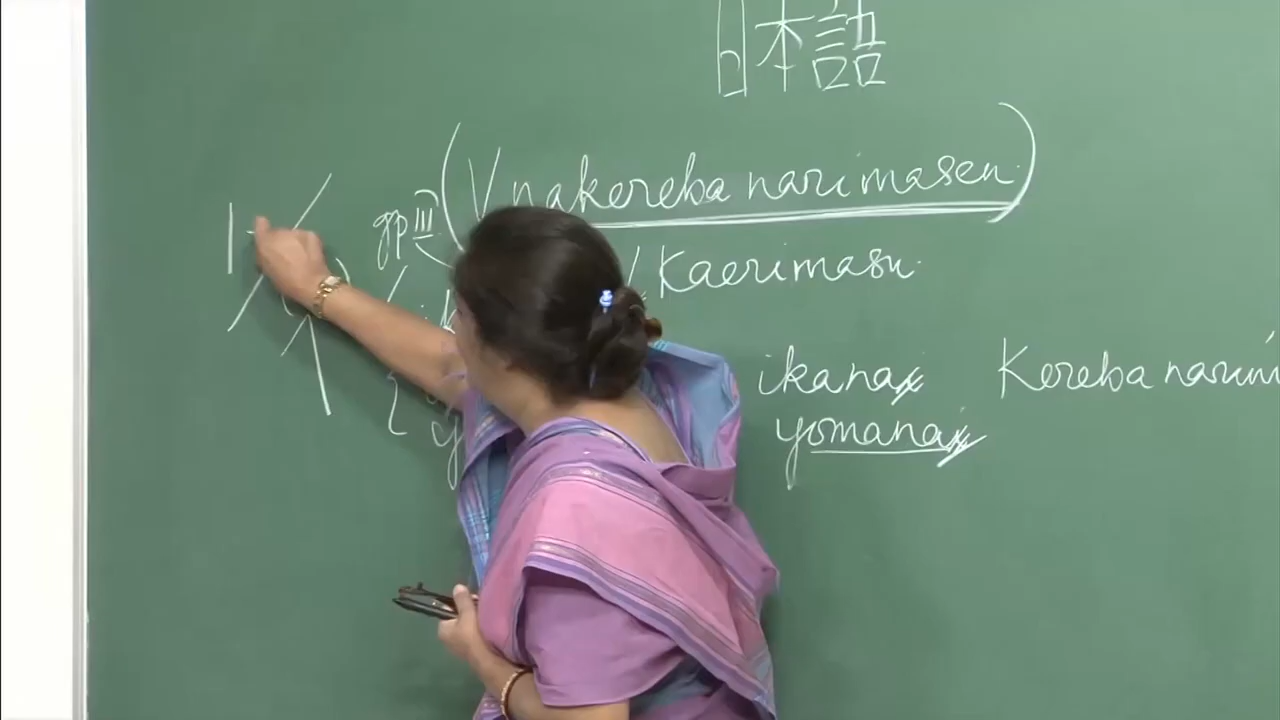 日本語
(V nakereba narimasen.)
gp III
/ Kaerimasu.
ikanai Kereba narim
yomanai